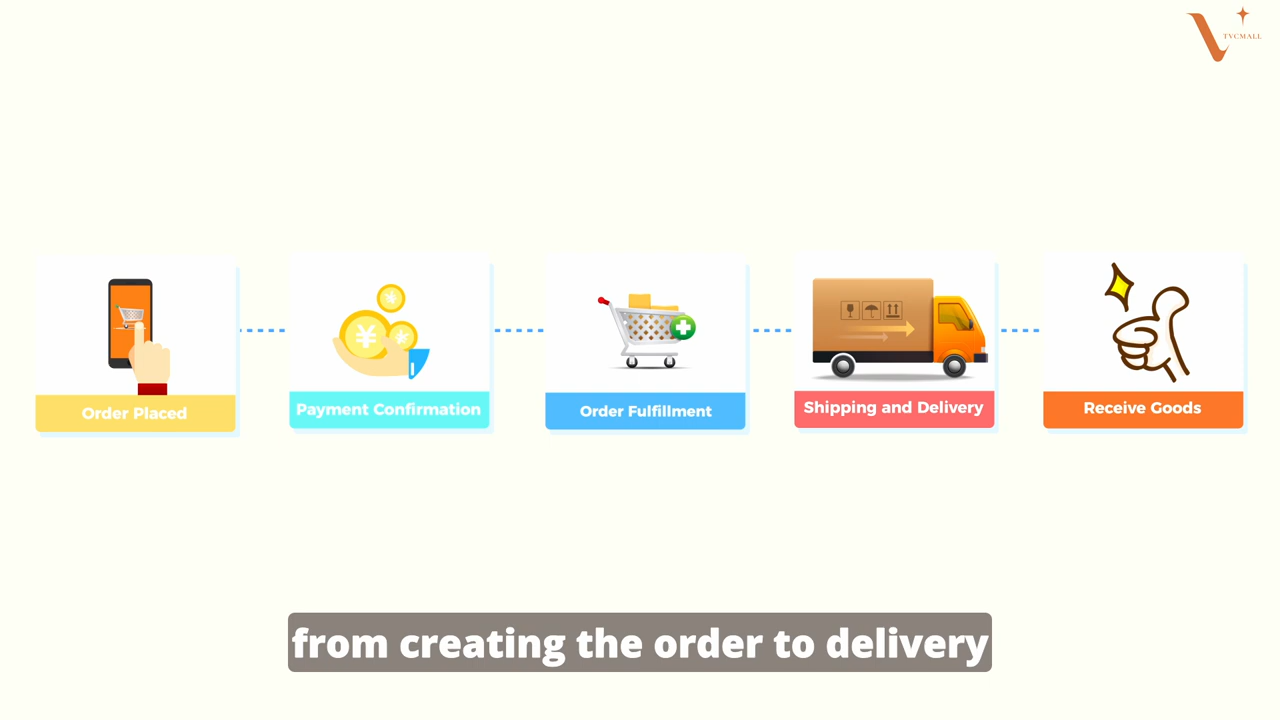 TVCMALL
Order Placed
Payment Confirmation
Order Fulfillment
Shipping and Delivery
Receive Goods
from creating the order to delivery